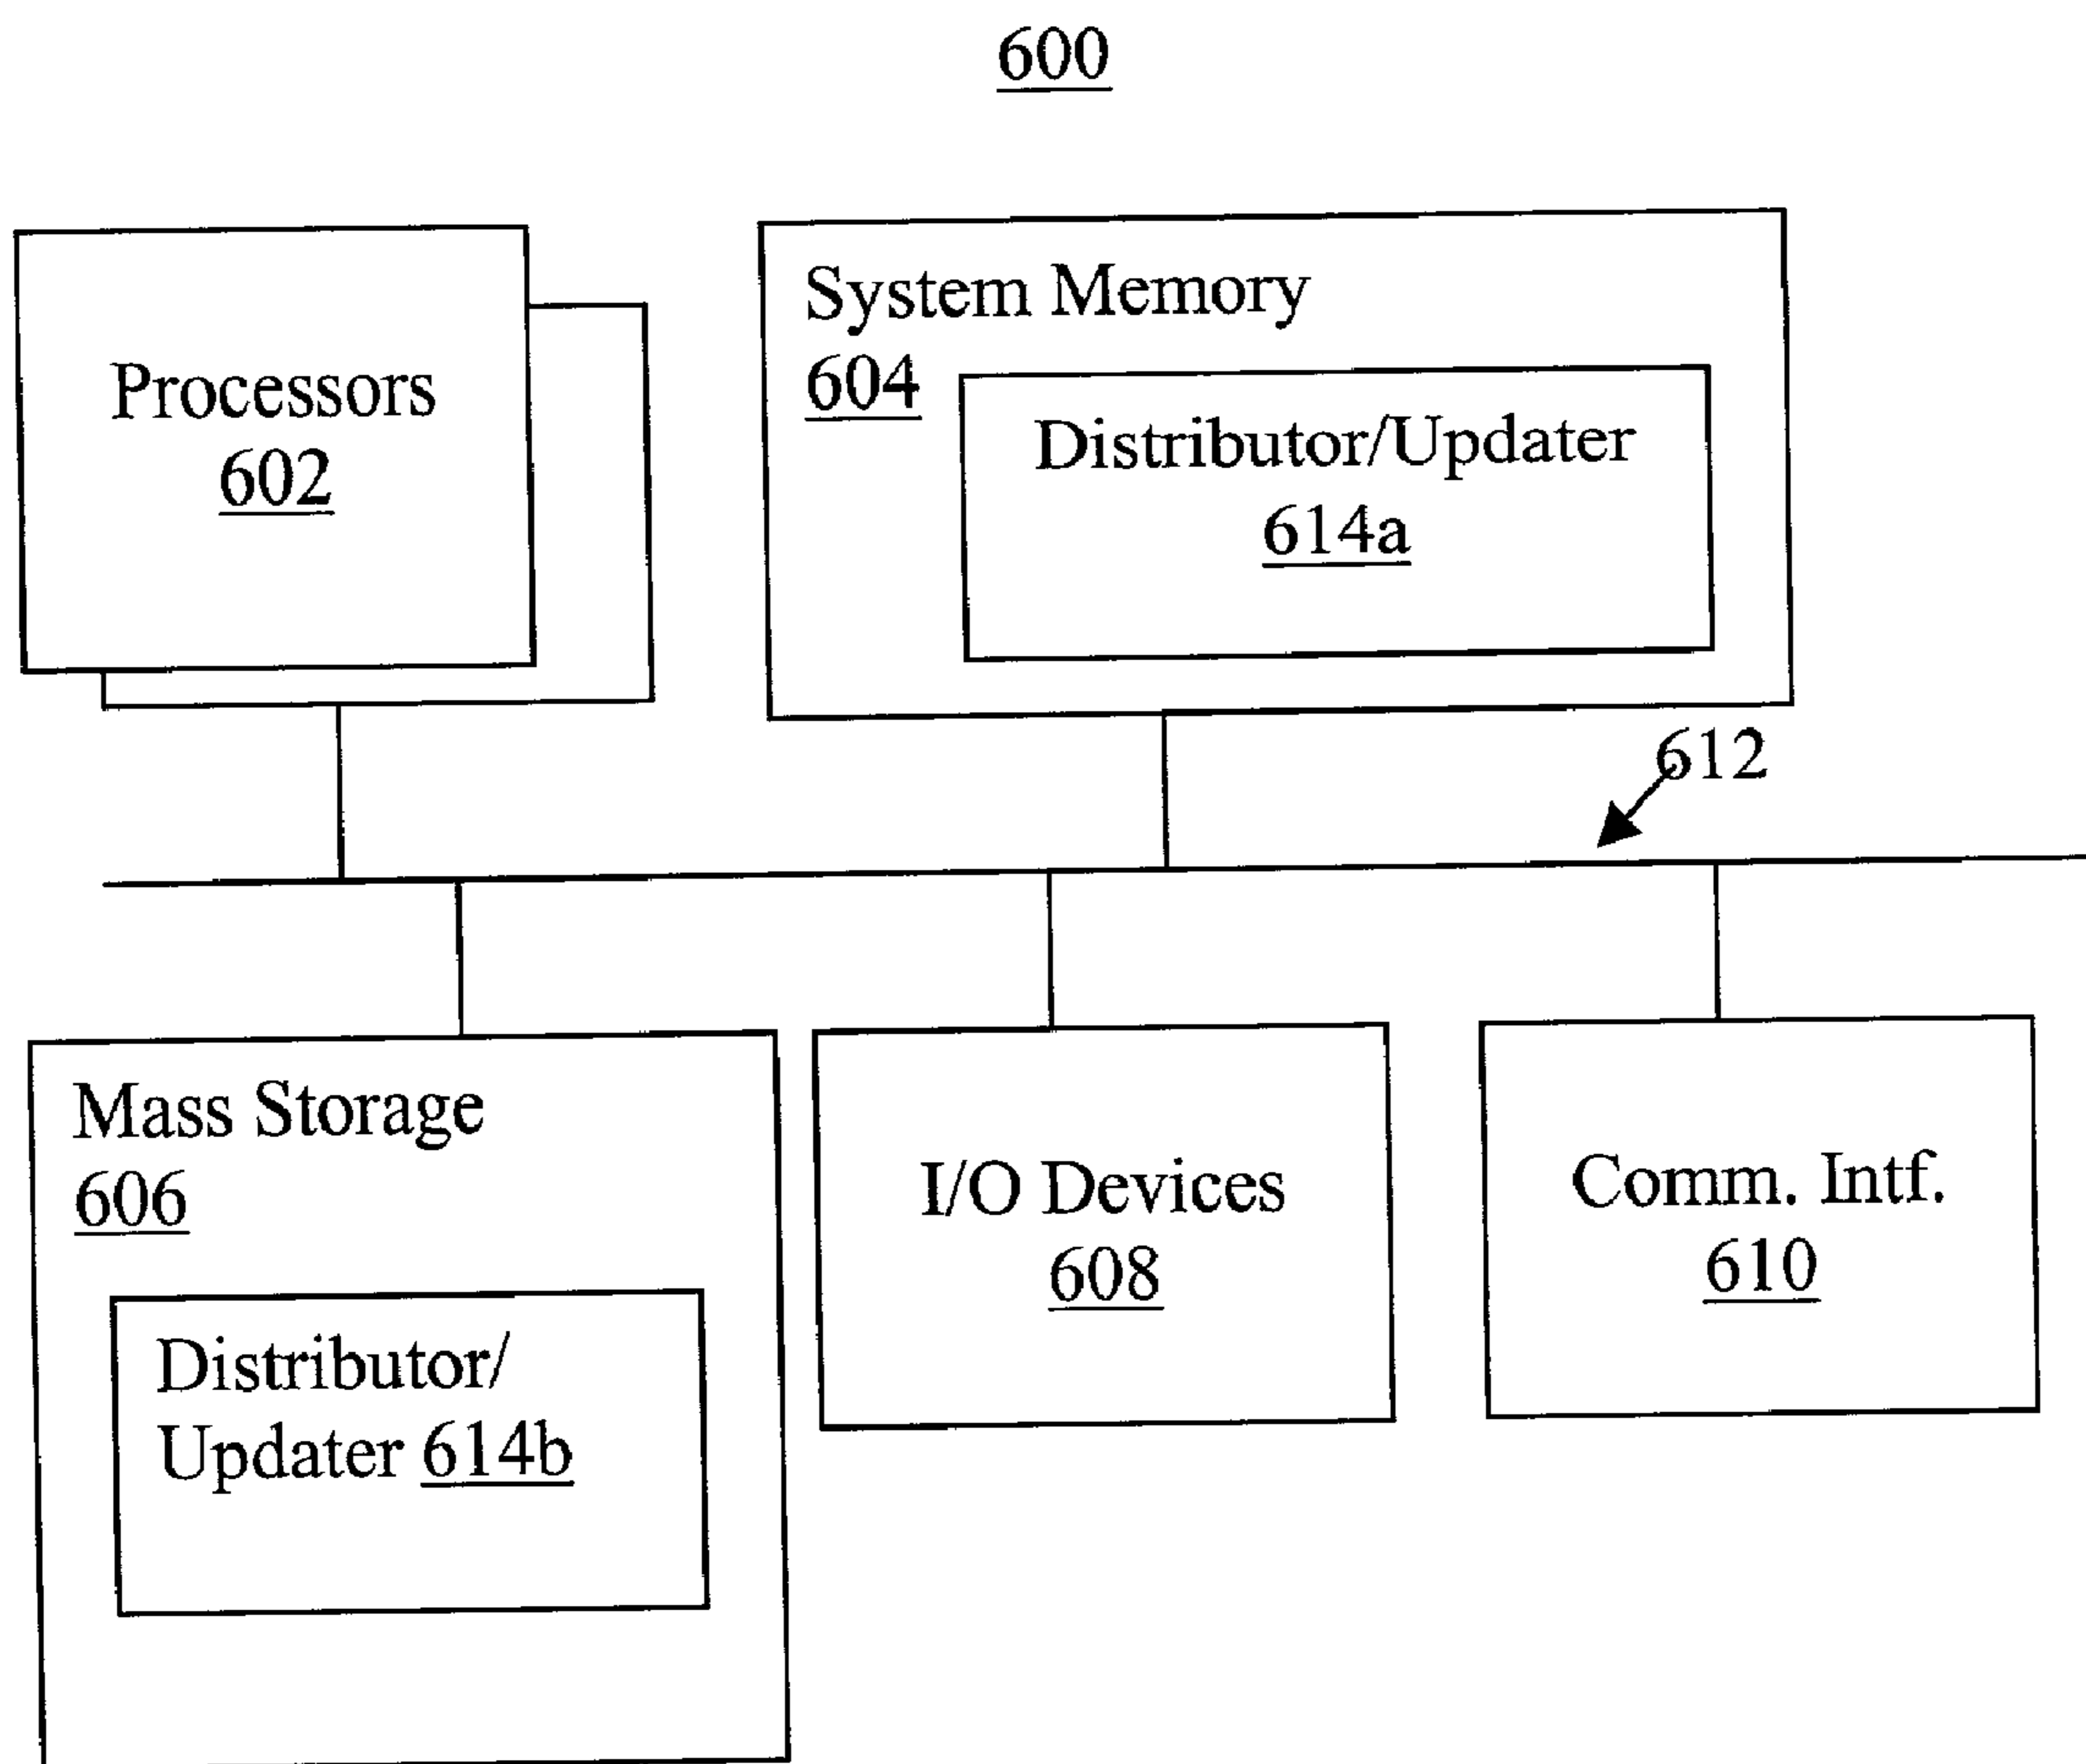 600
Processors
602
System Memory
604
Distributor/Updater
614a
612
Mass Storage
606
Distributor/
Updater 614b
I/O Devices
608
Comm. Intf.
610